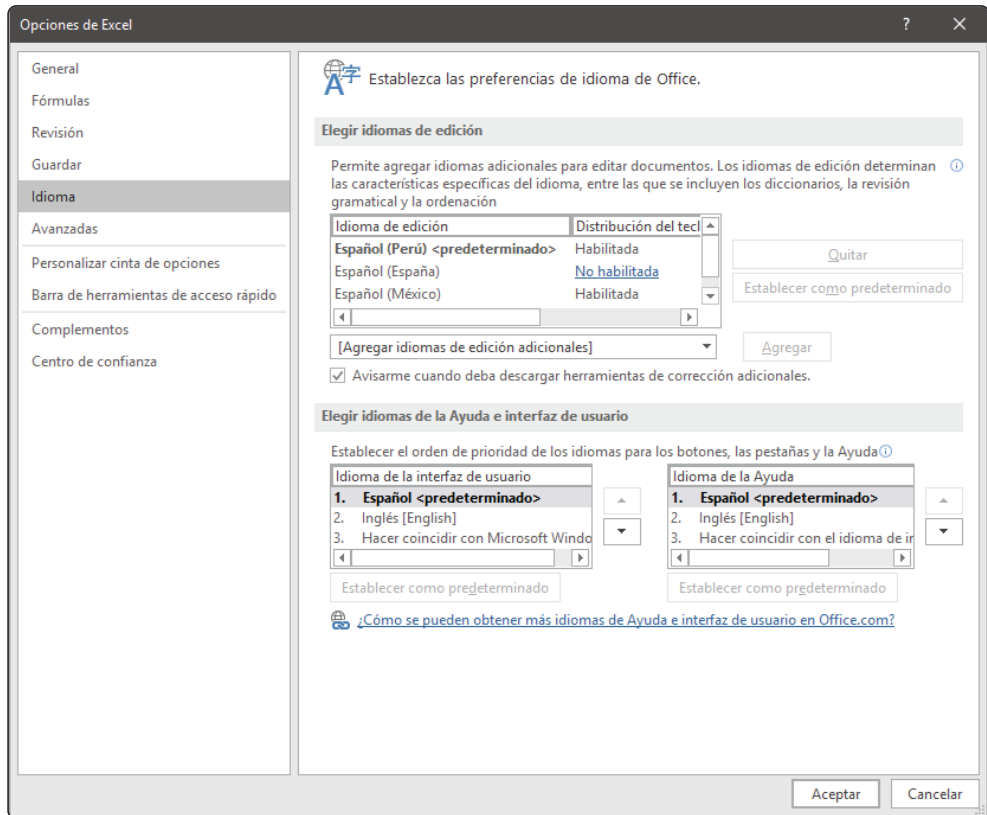 Opciones de Excel
General
Fórmulas
Revisión
Guardar
Idioma
Avanzadas
Personalizar cinta de opciones
Barra de herramientas de acceso rápido
Complementos
Centro de confianza
Establezca las preferencias de idioma de Office.
Elegir idiomas de edición
Permite agregar idiomas adicionales para editar documentos. Los idiomas de edición determinan
las características específicas del idioma, entre las que se incluyen los diccionarios, la revisión
gramatical y la ordenación
Idioma de edición Distribución del tecl
Español (Perú) <predeterminado> Habilitada
Español (España) No habilitada
Español (México) Habilitada
Quitar
Establecer como predeterminado
[Agregar idiomas de edición adicionales] Agregar
Avisarme cuando deba descargar herramientas de corrección adicionales.
Elegir idiomas de la Ayuda e interfaz de usuario
Establecer el orden de prioridad de los idiomas para los botones, las pestañas y la Ayuda
Idioma de la interfaz de usuario
1. Español <predeterminado>
2. Inglés [English]
3. Hacer coincidir con Microsoft Windo
Establecer como predeterminado
Idioma de la Ayuda
1. Español <predeterminado>
2. Inglés [English]
3. Hacer coincidir con el idioma de in
Establecer como predeterminado
¿Cómo se pueden obtener más idiomas de Ayuda e interfaz de usuario en Office.com?
Aceptar Cancelar